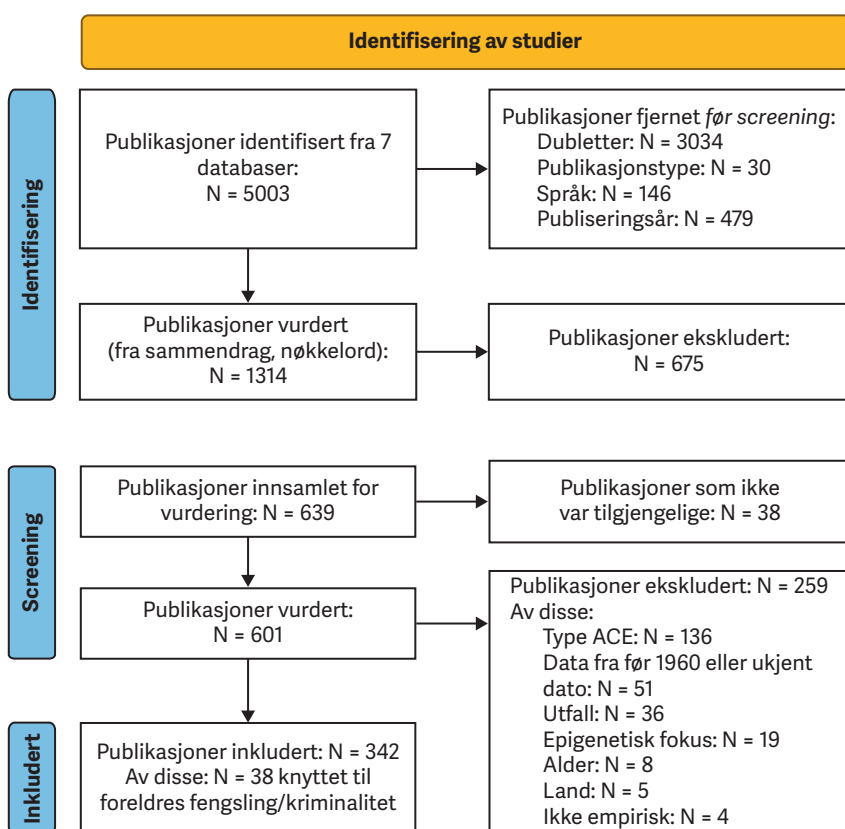 Identifisering av studier
Identifisering
Publikasjoner identifisert fra 7
databaser:
N = 5003
Publikasjoner fjernet før screening:
Dubletter: N = 3034
Publikasjonstype: N = 30
Språk: N = 146
Publiseringsår: N = 479
Publikasjoner vurdert
(fra sammendrag, nøkkelord):
N = 1314
Publikasjoner ekskludert:
N = 675
Screening
Publikasjoner innsamlet for
vurdering: N = 639
Publikasjoner som ikke
var tilgjengelige: N = 38
Publikasjoner vurdert:
N = 601
Publikasjoner ekskludert: N = 259
Av disse:
Type ACE: N = 136
Data fra før 1960 eller ukjent
dato: N = 51
Utfall: N = 36
Epigenetisk fokus: N = 19
Alder: N = 8
Land: N = 5
Ikke empirisk: N = 4
Inkludert
Publikasjoner inkludert: N = 342
Av disse: N = 38 knyttet til
foreldres fengsling/kriminalitet